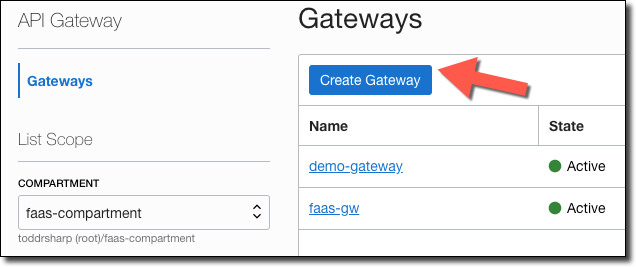 API Gateway
Gateways
List Scope
COMPARTMENT
faas-compartment
toddrsharp (root)/faas-compartment
Gateways
Create Gateway
Name State
demo-gateway Active
faas-gw Active